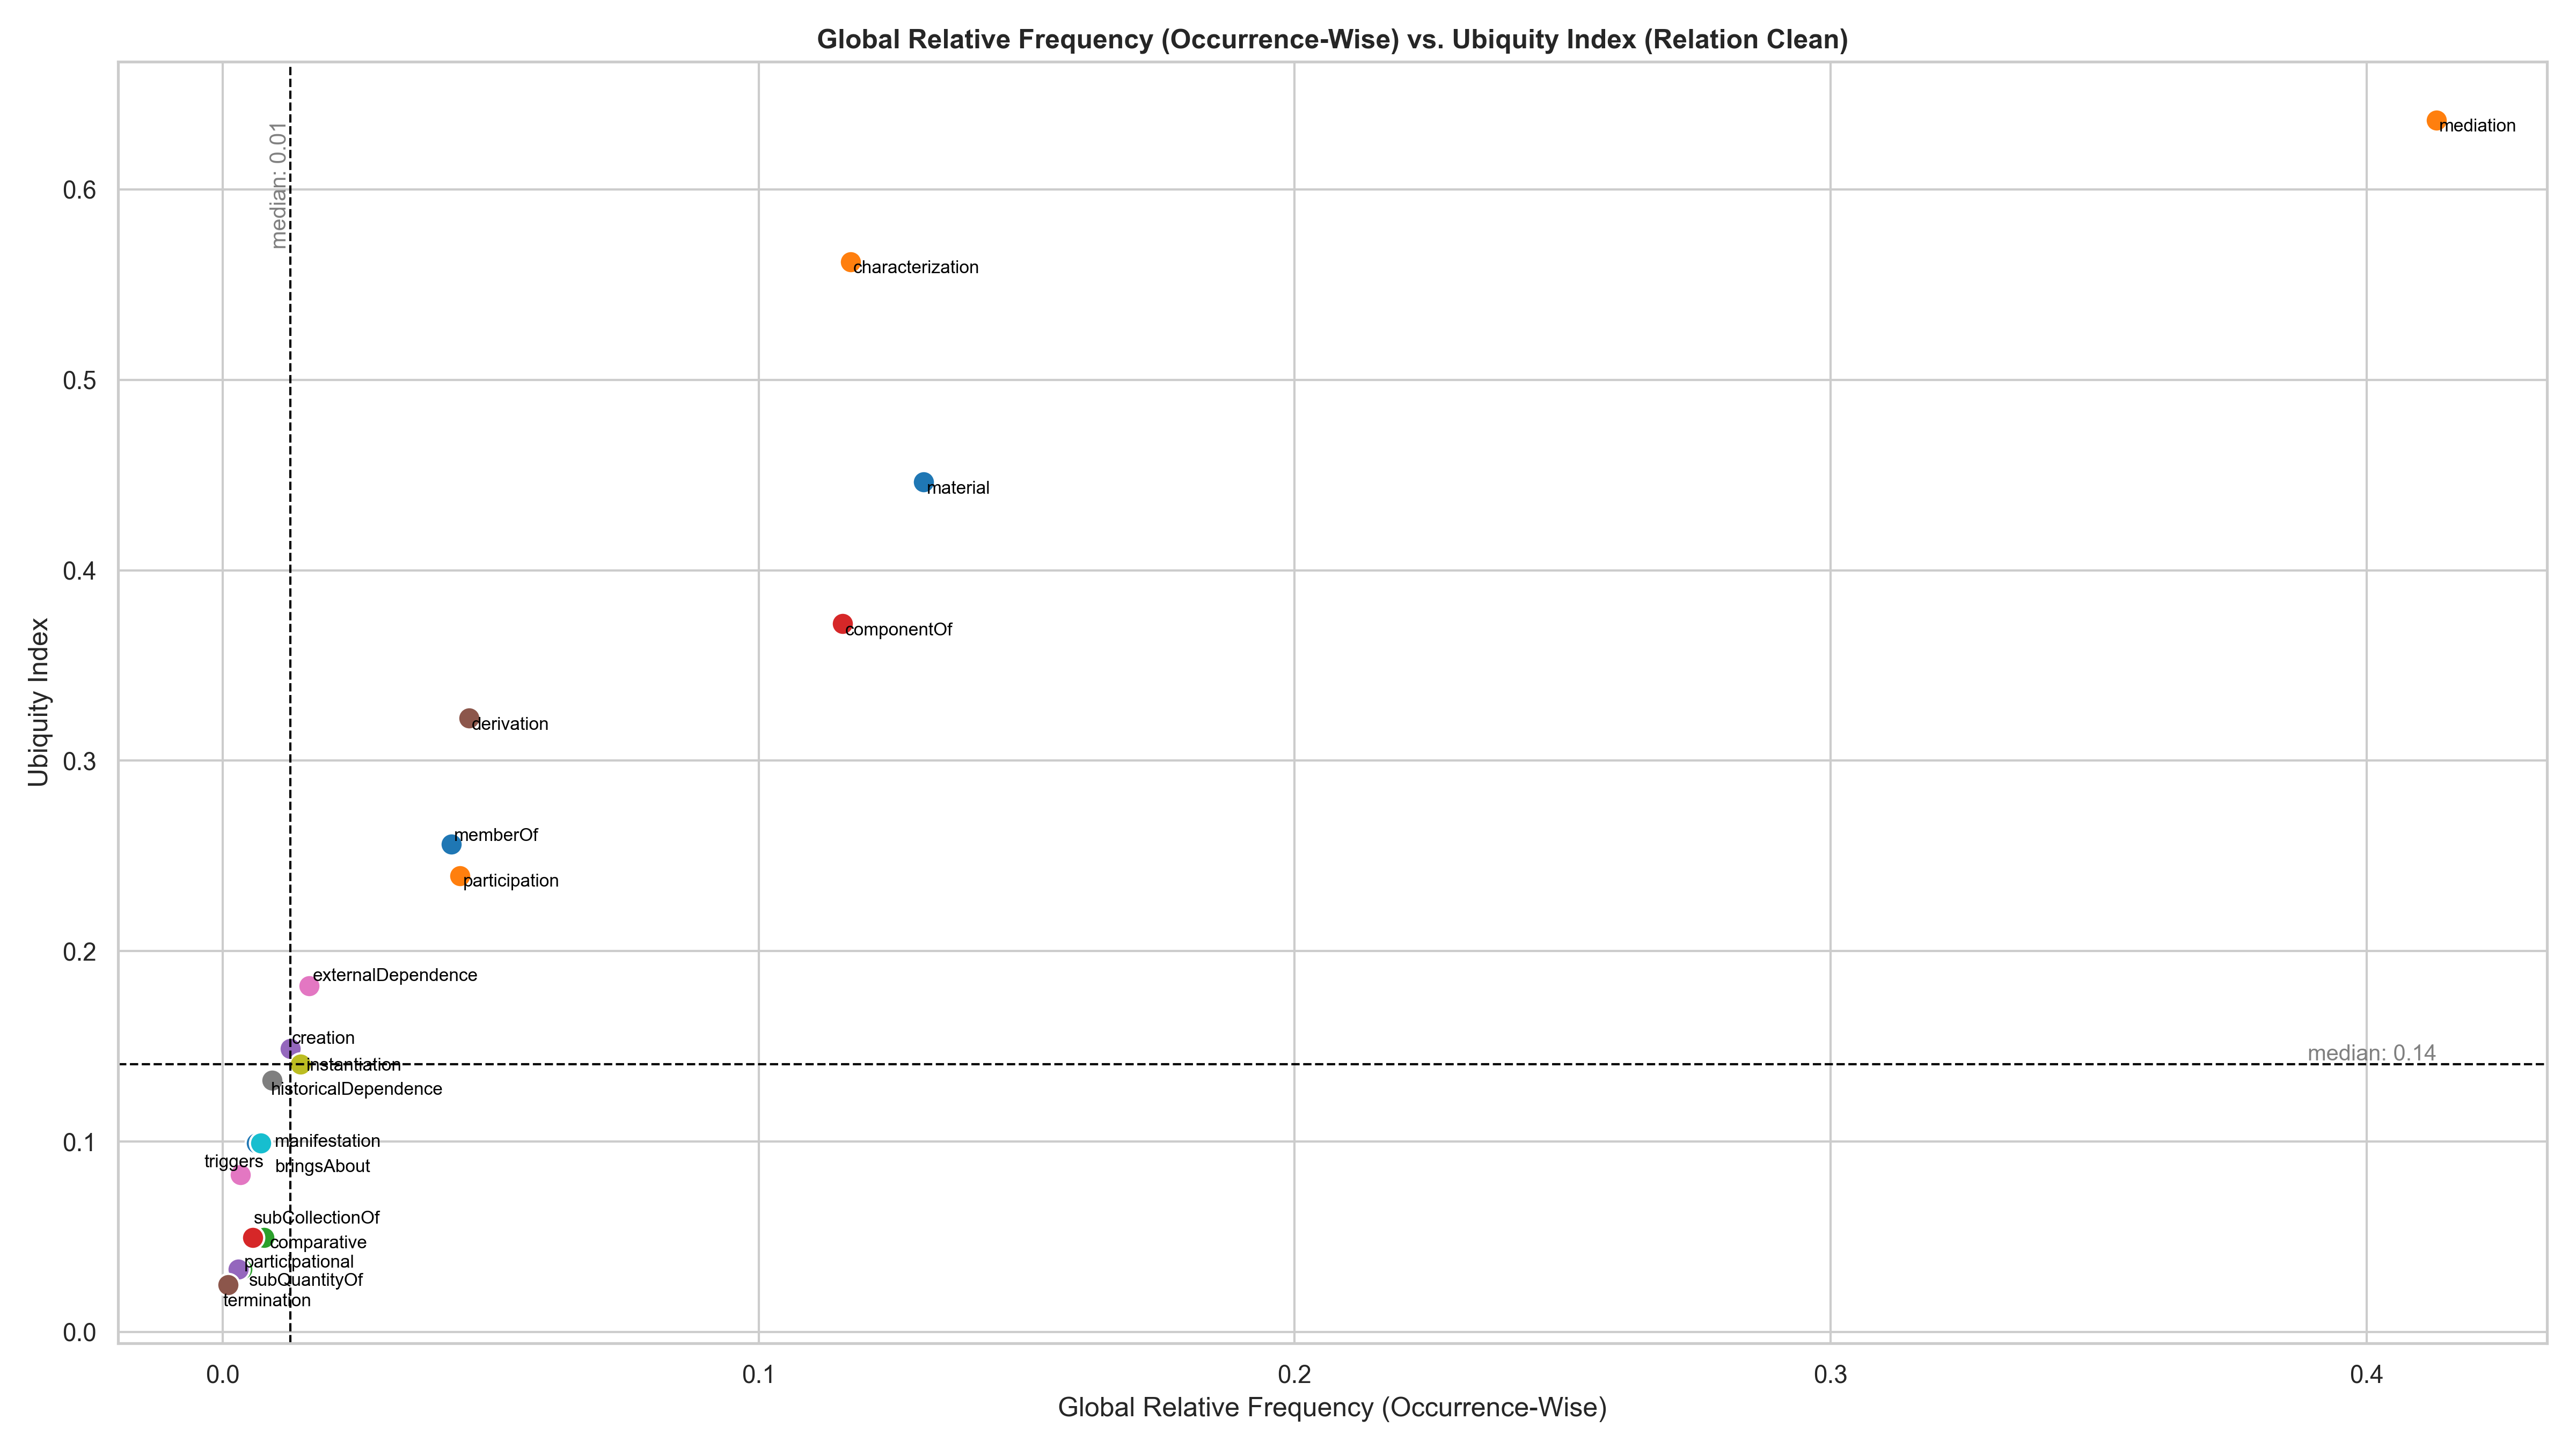 Global Relative Frequency (Occurrence-Wise) vs. Ubiquity Index (Relation Clean)
Ubiquity Index
0.6
0.5
0.4
0.3
0.2
0.1
0.0
median: 0.01
mediation
characterization
material
componentOf
derivation
memberOf
participation
externalDependence
creation
median: 0.14
instantiation
historicalDependence
manifestation
triggers
bringsAbout
subCollectionOf
comparative
participational
subQuantityOf
termination
0.0
0.1
0.2
0.3
0.4
Global Relative Frequency (Occurrence-Wise)